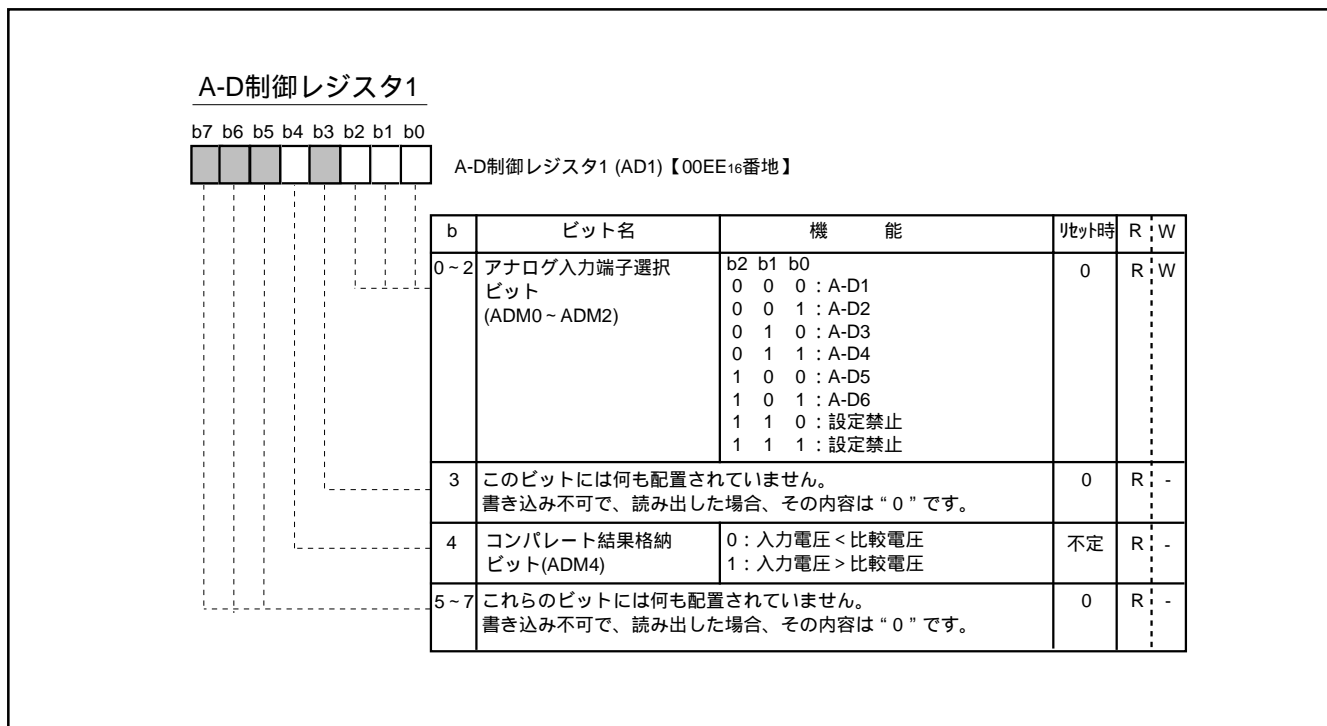 A-D制御レジスタ1
b7 b6 b5 b4 b3 b2 b1 b0
A-D制御レジスタ1 (AD1)【00EE16番地】
b ビット名 機 能 リセット時 R W
0~2 アナログ入力端子選択 b2 b1 b0 0 R W
ビット 0 0 0:A-D1
(ADM0~ADM2) 0 0 1:A-D2
0 1 0:A-D3
0 1 1:A-D4
1 0 0:A-D5
1 0 1:A-D6
1 1 0:設定禁止
1 1 1:設定禁止
3 このビットには何も配置されていません。 0 R -
書き込み不可で、読み出した場合、その内容は“0”です。
4 コンパレート結果格納 0:入力電圧<比較電圧 不定 R -
ビット(ADM4) 1:入力電圧>比較電圧
5~7 これらのビットには何も配置されていません。 0 R -
書き込み不可で、読み出した場合、その内容は“0”です。